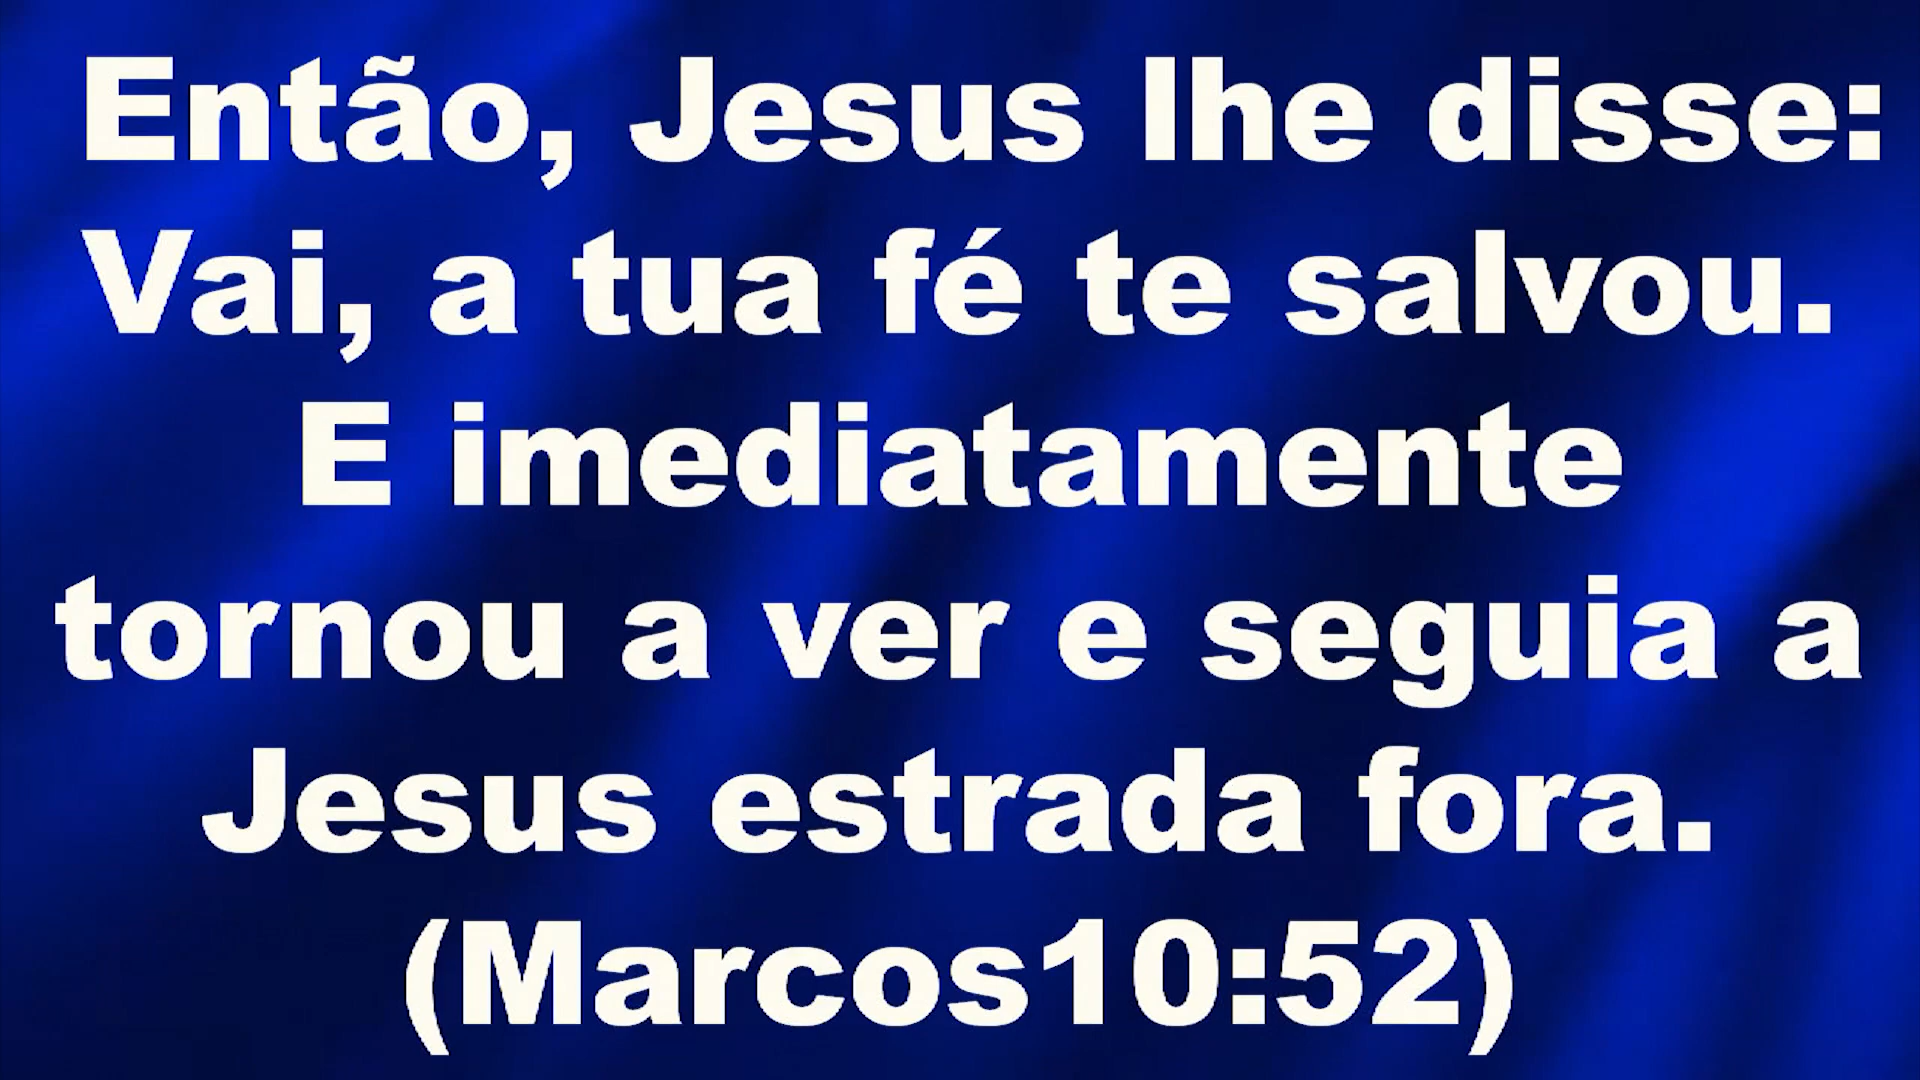 Então, Jesus lhe disse:
Vai, a tua fé te salvou.
E imediatamente
tornou a ver e seguia a
Jesus estrada fora.
(Marcos10:52)